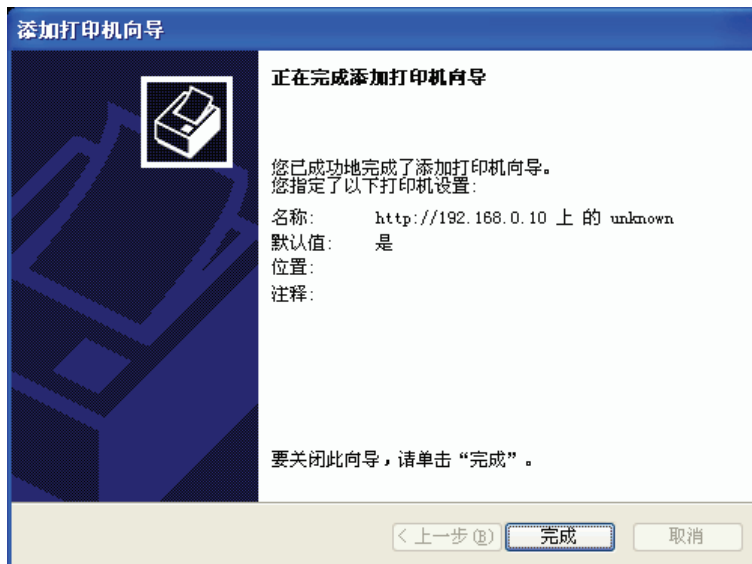 添加打印机向导
正在完成添加打印机向导
您已成功地完成了添加打印机向导。
您指定了以下打印机设置:
名称: http://192.168.0.10 上 的 unknown
默认值: 是
位置:
注释:
要关闭此向导，请单击“完成”。
< 上一步(B) 完成 取消